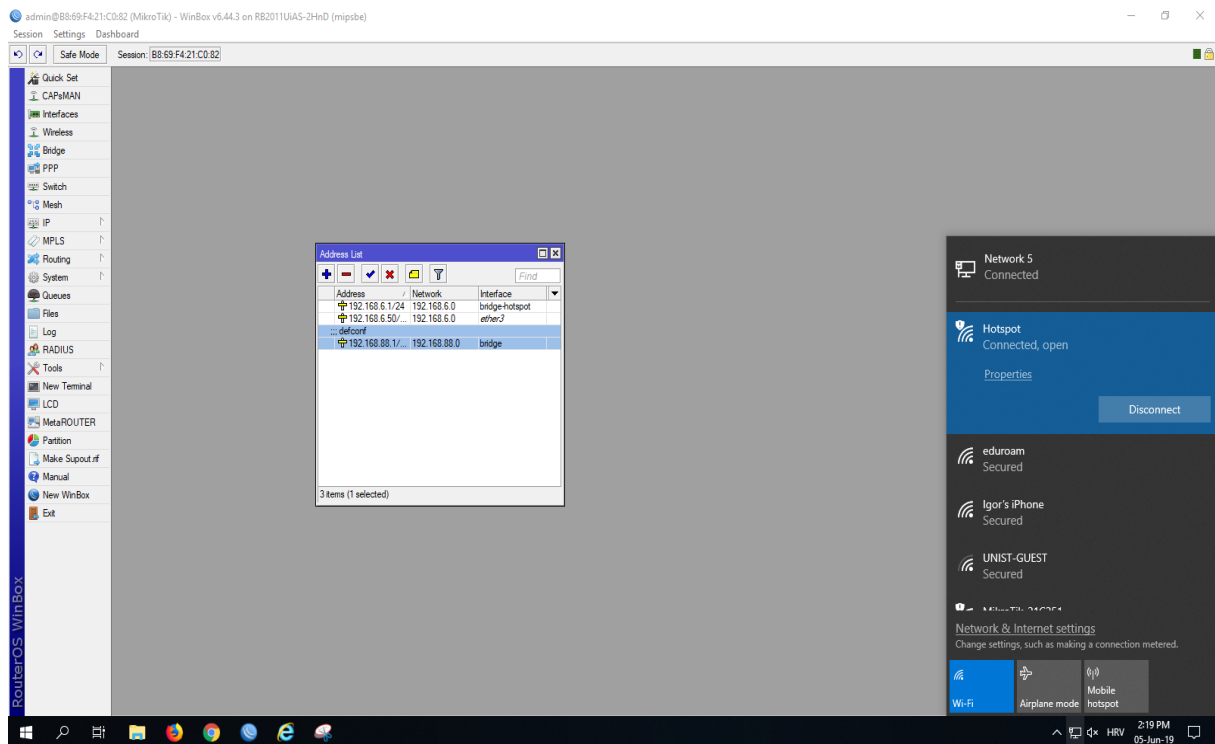 admin@B8:69:F4:21:C0:82 (MikroTik) - WinBox v6.44.3 on RB2011UiAS-2HnD (mipsbe)
Session Settings Dashboard
Safe Mode Session: B8:69:F4:21:C0:82
Quick Set
CAPsMAN
Interfaces
Wireless
Bridge
PPP
Switch
Mesh
IP
MPLS
Routing
System
Queues
Files
Log
RADIUS
Tools
New Terminal
LCD
MetaROUTER
Partition
Make Supout.rif
Manual
New WinBox
Exit
RouterOS WinBox
Address List
Find
Address Network Interface
192.168.6.1/24 192.168.6.0 bridge-hotspot
192.168.6.50/... 192.168.6.0 ether3
;;; defconf
192.168.88.1/... 192.168.88.0 bridge
3 items (1 selected)
Network 5
Connected
Hotspot
Connected, open
Properties
Disconnect
eduroam
Secured
Igor's iPhone
Secured
UNIST-GUEST
Secured
Network & Internet settings
Change settings, such as making a connection metered.
Wi-Fi
Airplane mode
Mobile hotspot
HRV
2:19 PM
05-Jun-19